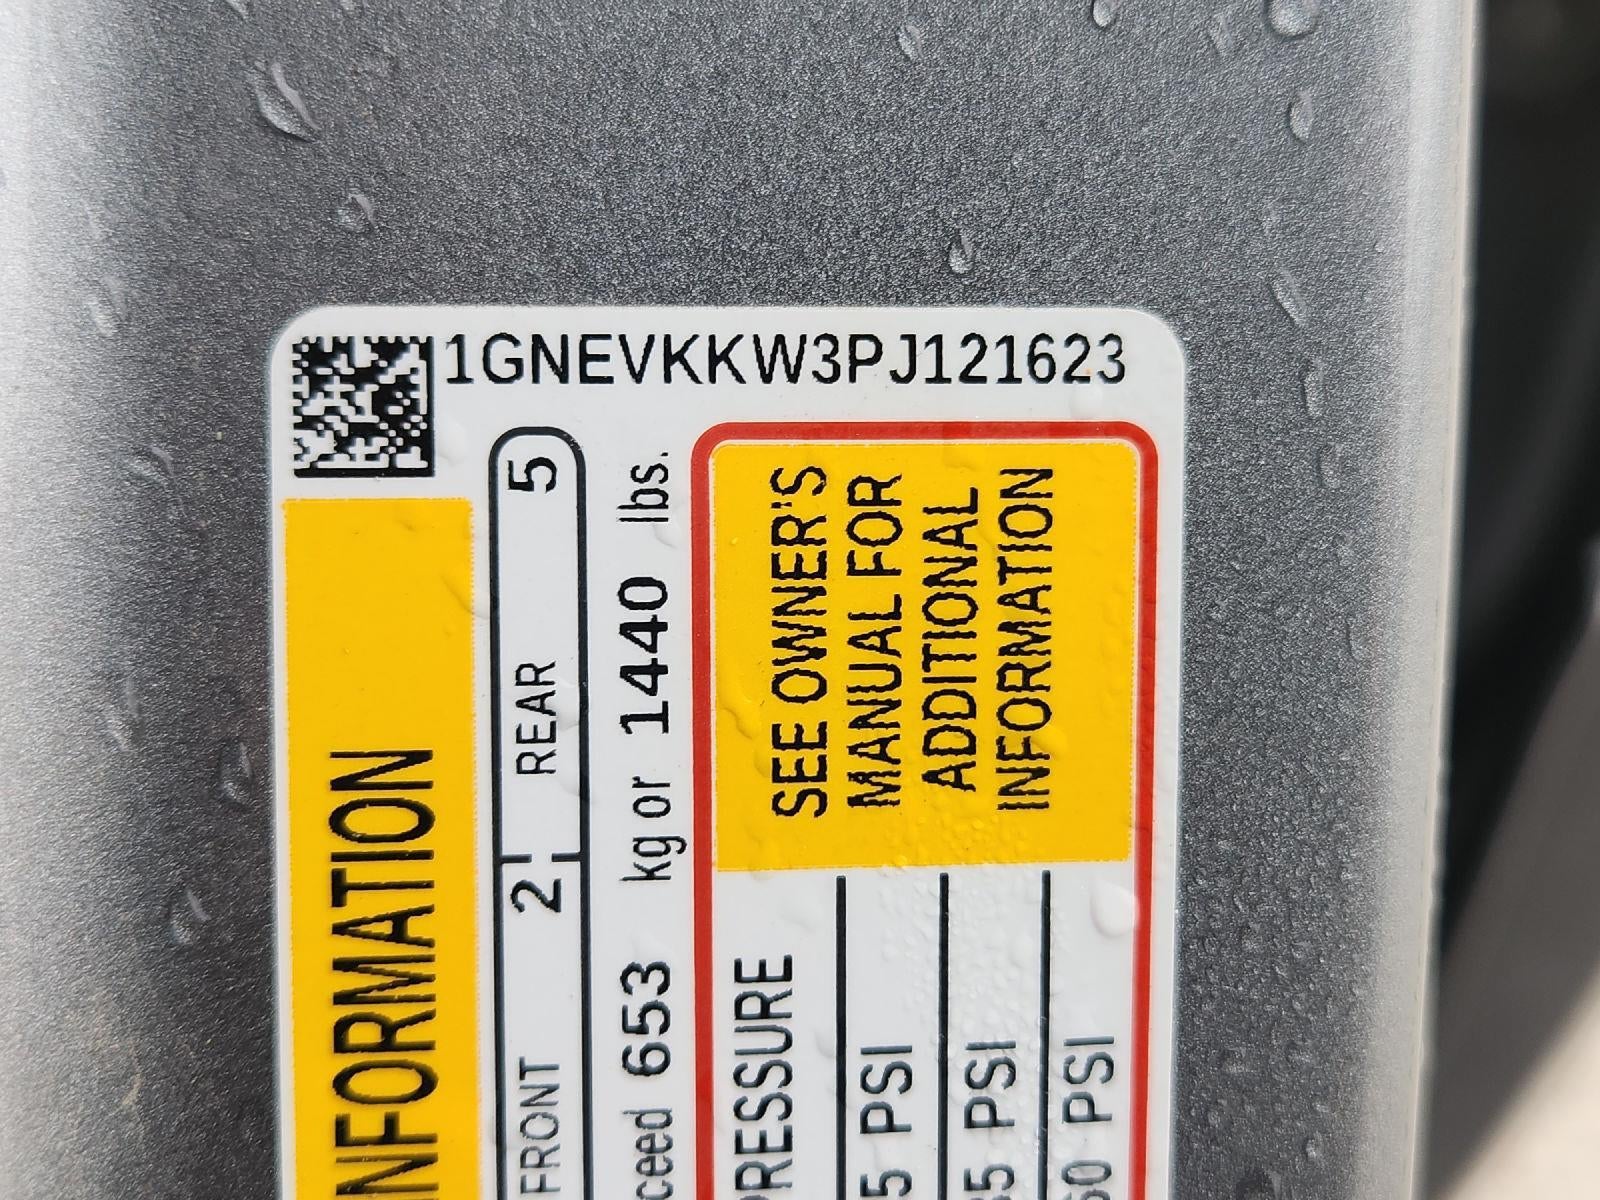 1GNEVKKW3PJ121623
INFORMATION
FRONT 2 REAR 5
653 kg or 1440 lbs.
PRESSURE
SEE OWNER'S
MANUAL FOR
ADDITIONAL
INFORMATION
PSI
PSI
PSI